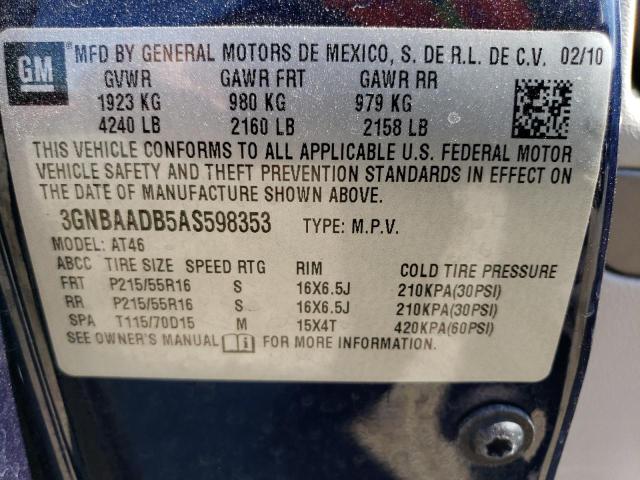 GM MFD BY GENERAL MOTORS DE MEXICO, S. DE R.L. DE C.V. 02/10
GVWR GAWR FRT GAWR RR
1923 KG 980 KG 979 KG
4240 LB 2160 LB 2158 LB
THIS VEHICLE CONFORMS TO ALL APPLICABLE U.S. FEDERAL MOTOR
VEHICLE SAFETY AND THEFT PREVENTION STANDARDS IN EFFECT ON
THE DATE OF MANUFACTURE SHOWN ABOVE.
3GNBAADB5AS598353 TYPE: M.P.V.
MODEL: AT46
ABCC TIRE SIZE SPEED RTG RIM COLD TIRE PRESSURE
FRT P215/55R16 S 16X6.5J 210KPA(30PSI)
RR P215/55R16 S 16X6.5J 210KPA(30PSI)
SPA T115/70D15 M 15X4T 420KPA(60PSI)
SEE OWNER'S MANUAL i FOR MORE INFORMATION.